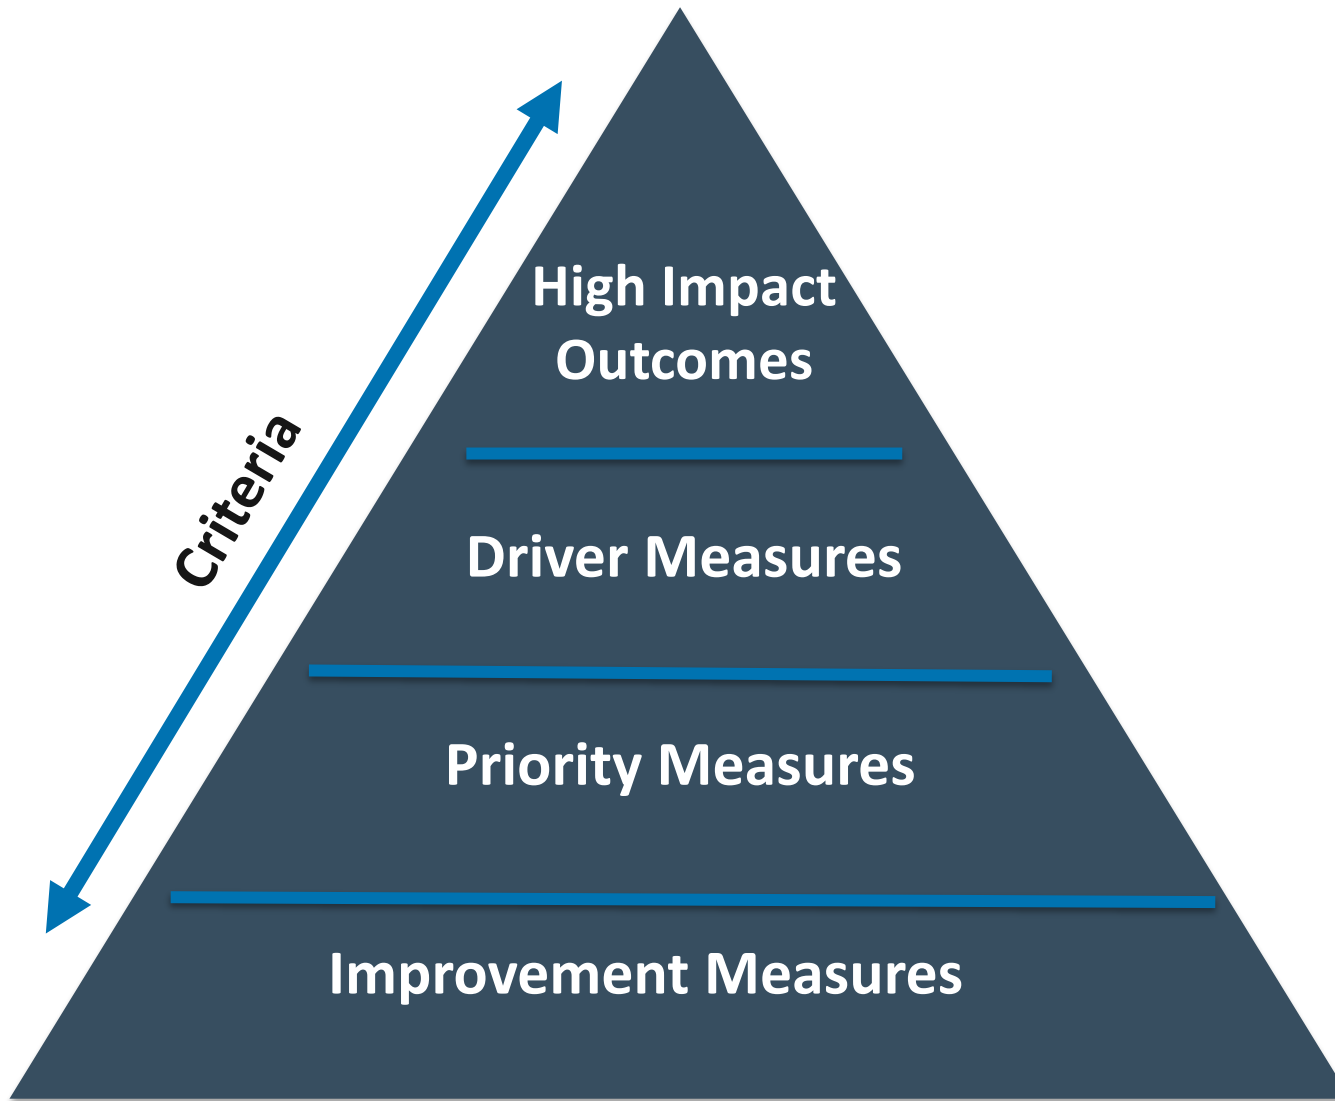 High Impact
Outcomes
Criteria
Driver Measures
Priority Measures
Improvement Measures